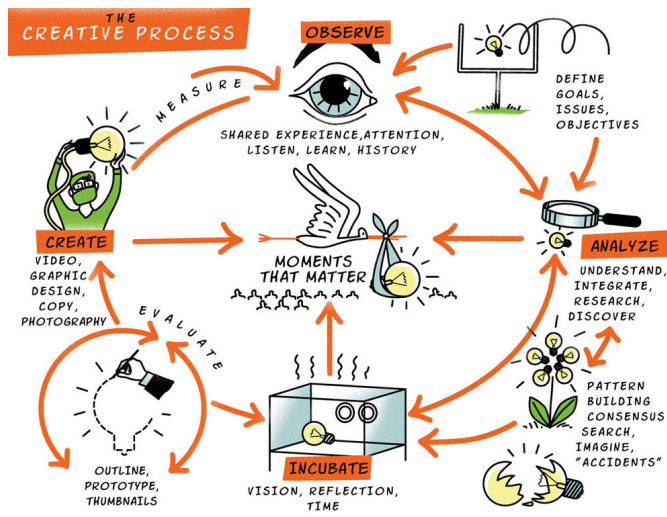 THE
CREATIVE PROCESS
OBSERVE
SHARED EXPERIENCE, ATTENTION,
LISTEN, LEARN, HISTORY
DEFINE
GOALS,
ISSUES,
OBJECTIVES
MEASURE
CREATE
VIDEO,
GRAPHIC
DESIGN,
COPY,
PHOTOGRAPHY
MOMENTS
THAT MATTER
ANALYZE
UNDERSTAND,
INTEGRATE,
RESEARCH,
DISCOVER
EVALUATE
OUTLINE,
PROTOTYPE,
THUMBNAILS
INCUBATE
VISION, REFLECTION,
TIME
PATTERN
BUILDING
CONSENSUS
SEARCH,
IMAGINE,
"ACCIDENTS"